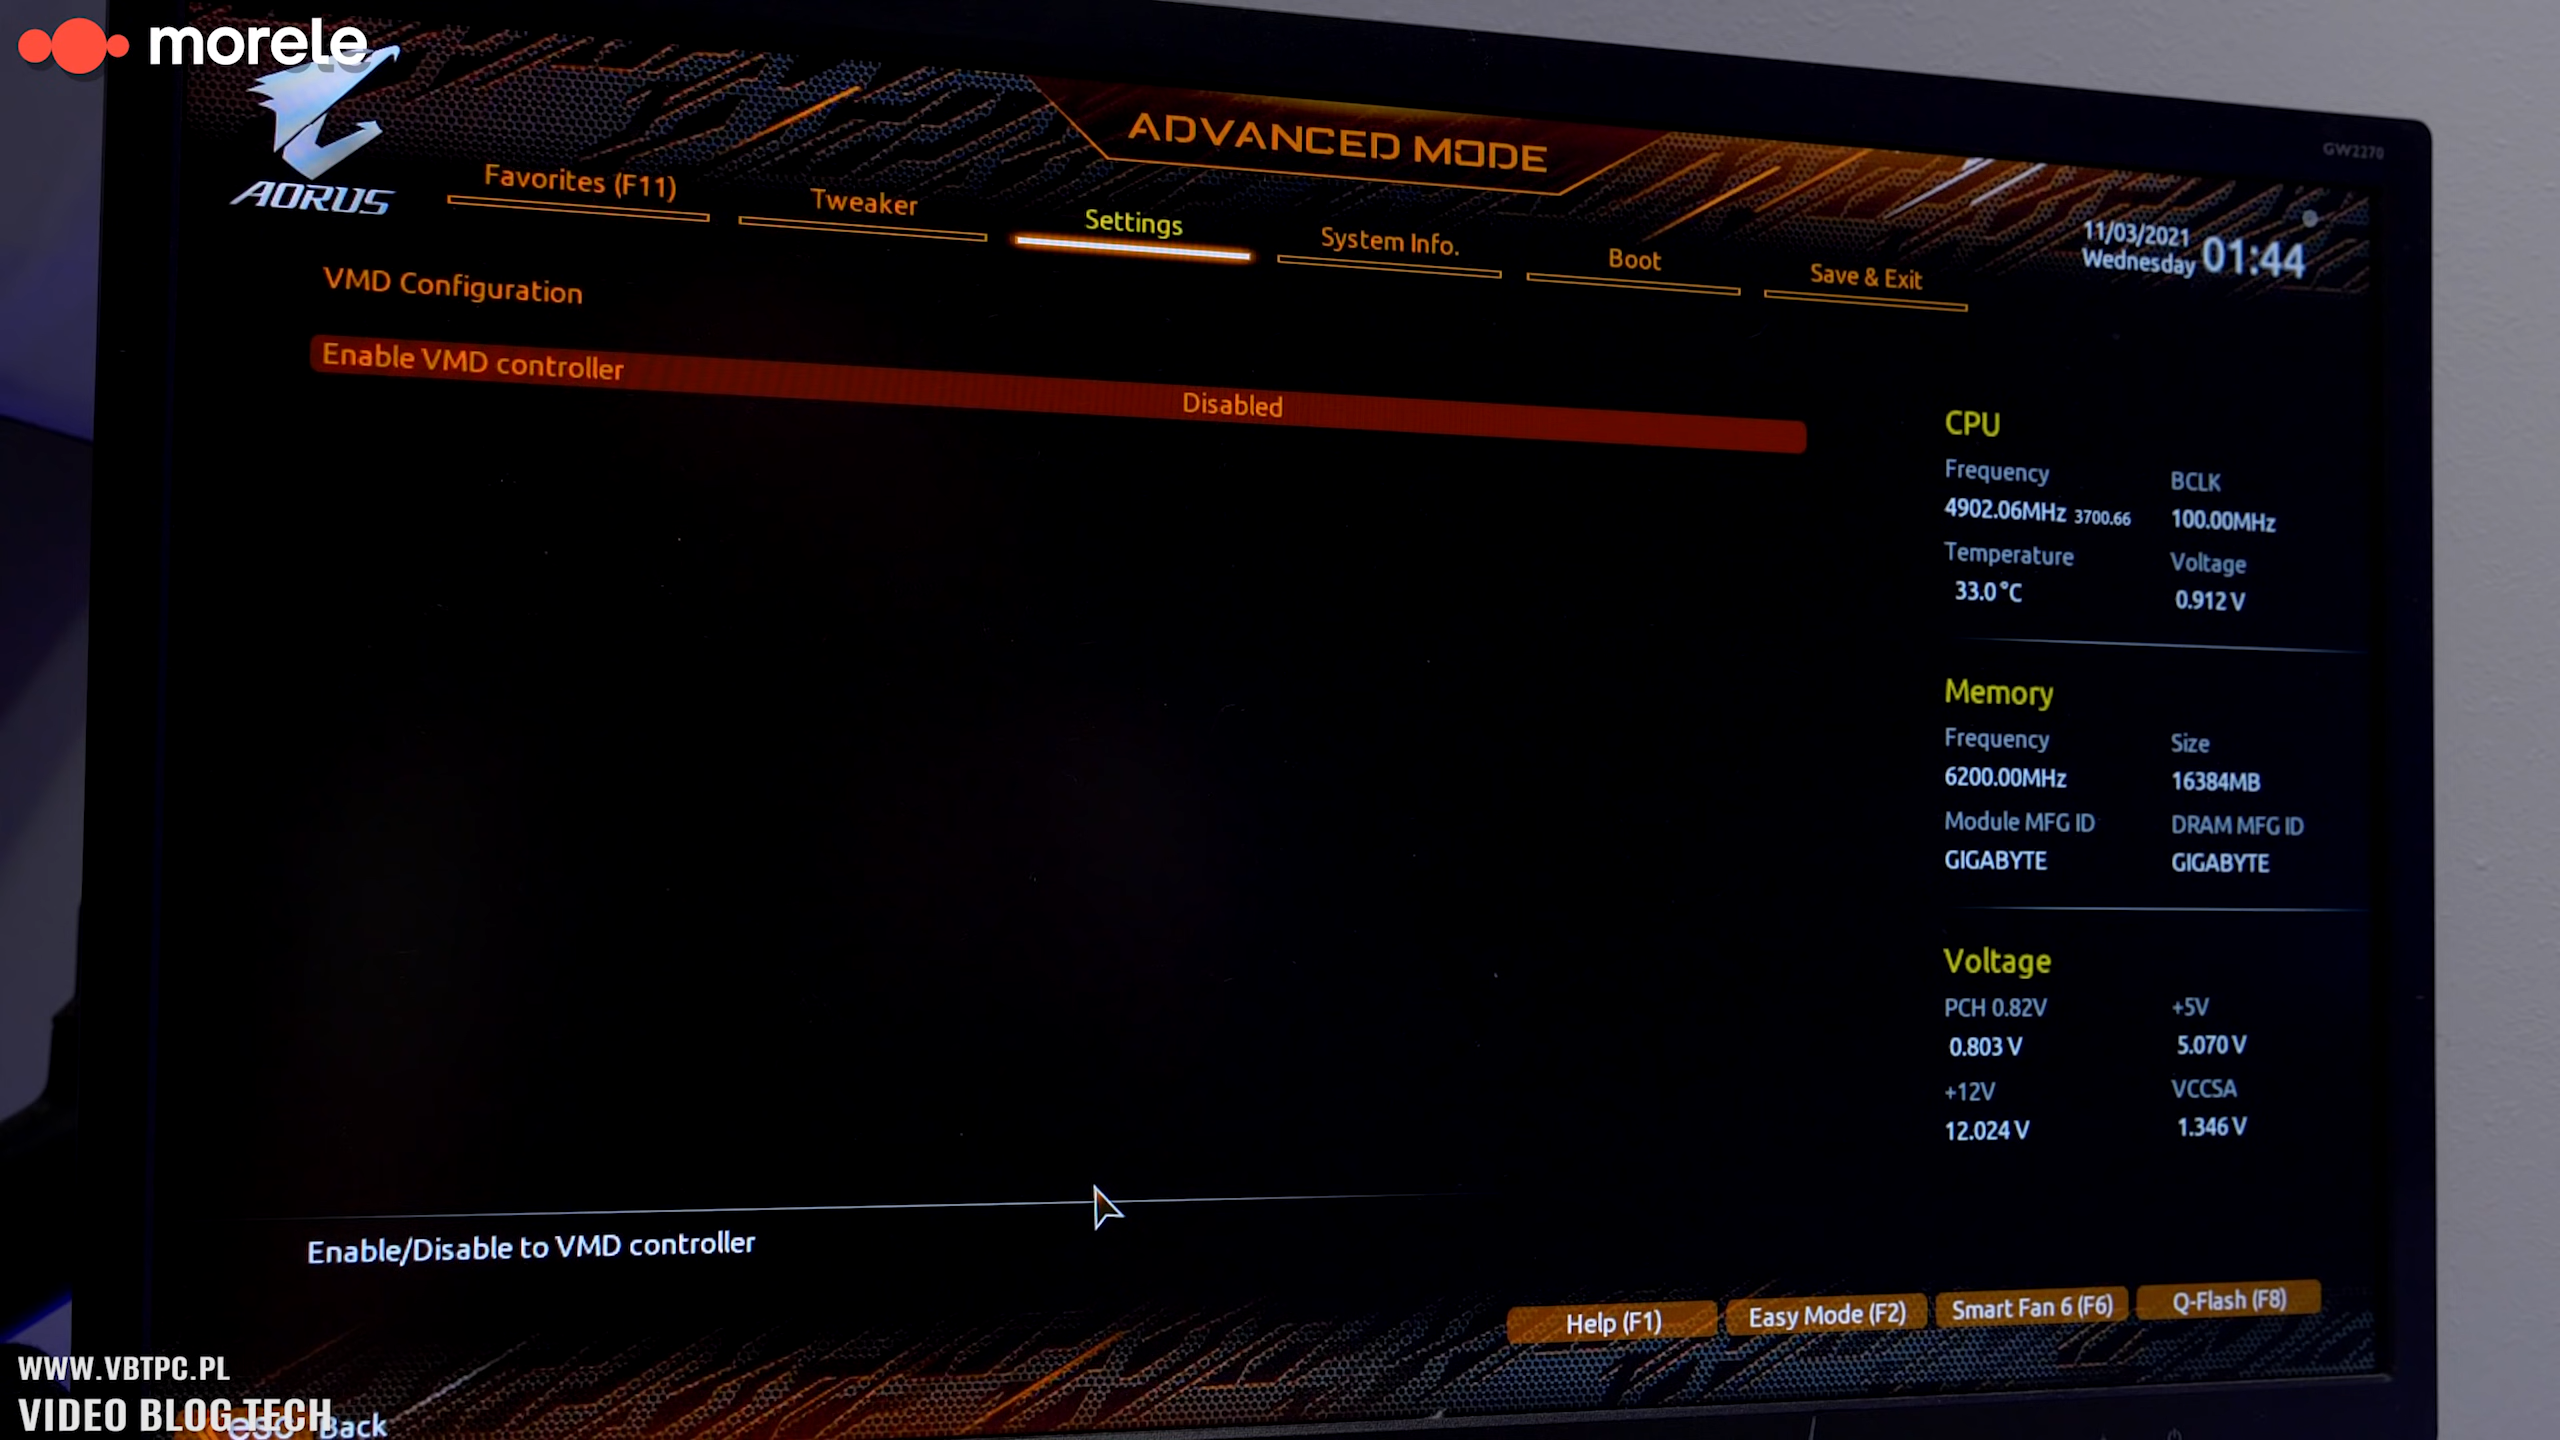 morele
ADVANCED MODE
GW2270
AORUS
Favorites (F11)
Tweaker
Settings
System Info.
Boot
Save & Exit
11/03/2021
Wednesday
01:44
VMD Configuration
Enable VMD controller
Disabled
CPU
Frequency
BCLK
4902.06MHz 3700.66
100.00MHz
Temperature
Voltage
33.0 °C
0.912 V
Memory
Frequency
Size
6200.00MHz
16384MB
Module MFG ID
DRAM MFG ID
GIGABYTE
GIGABYTE
Voltage
PCH 0.82V
+5V
0.803 V
5.070 V
+12V
VCCSA
12.024 V
1.346 V
Enable/Disable to VMD controller
Help (F1)
Easy Mode (F2)
Smart Fan 6 (F6)
Q-Flash (F8)
WWW.VBTPC.PL
VIDEO BLOG TECH
esc Back